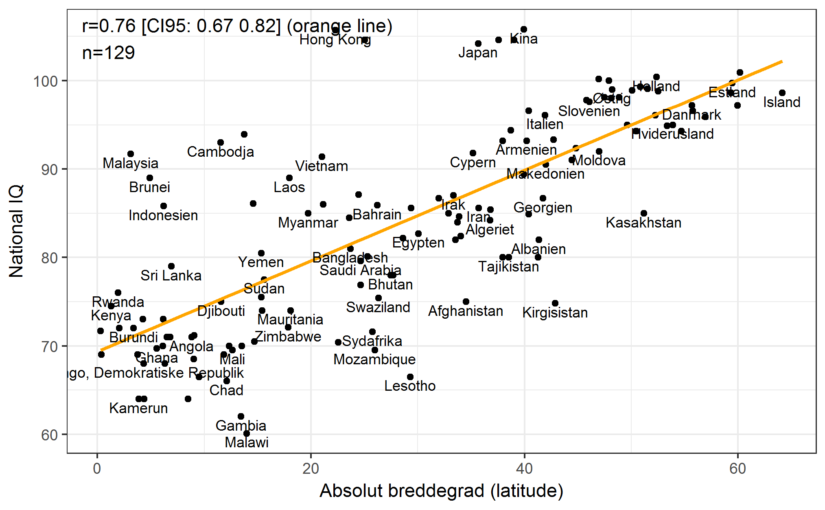 r=0.76 [CI95: 0.67 0.82] (orange line)
n=129
Hong Kong
Kina
Japan
Holland
Estland
Island
Østrig
Slovenien
Danmark
Italien
Hviderusland
Cambodja
Armenien
Malaysia
Cypern
Moldova
Vietnam
Makedonien
Brunei
Laos
Indonesien
Irak
Georgien
Myanmar
Bahrain
Iran
Kasakhstan
Algeriet
Egypten
Albanien
Yemen
Bangladesh
Tajikistan
Sri Lanka
Saudi Arabia
Sudan
Bhutan
Rwanda
Swaziland
Kenya
Djibouti
Afghanistan
Kirgisistan
Mauritania
Burundi
Zimbabwe
Angola
Sydafrika
Ghana
Mali
Mozambique
ngo, Demokratiske Republik
Chad
Lesotho
Kamerun
Gambia
Malawi
National IQ
100
90
80
70
60
0
20
40
60
Absolut breddegrad (latitude)